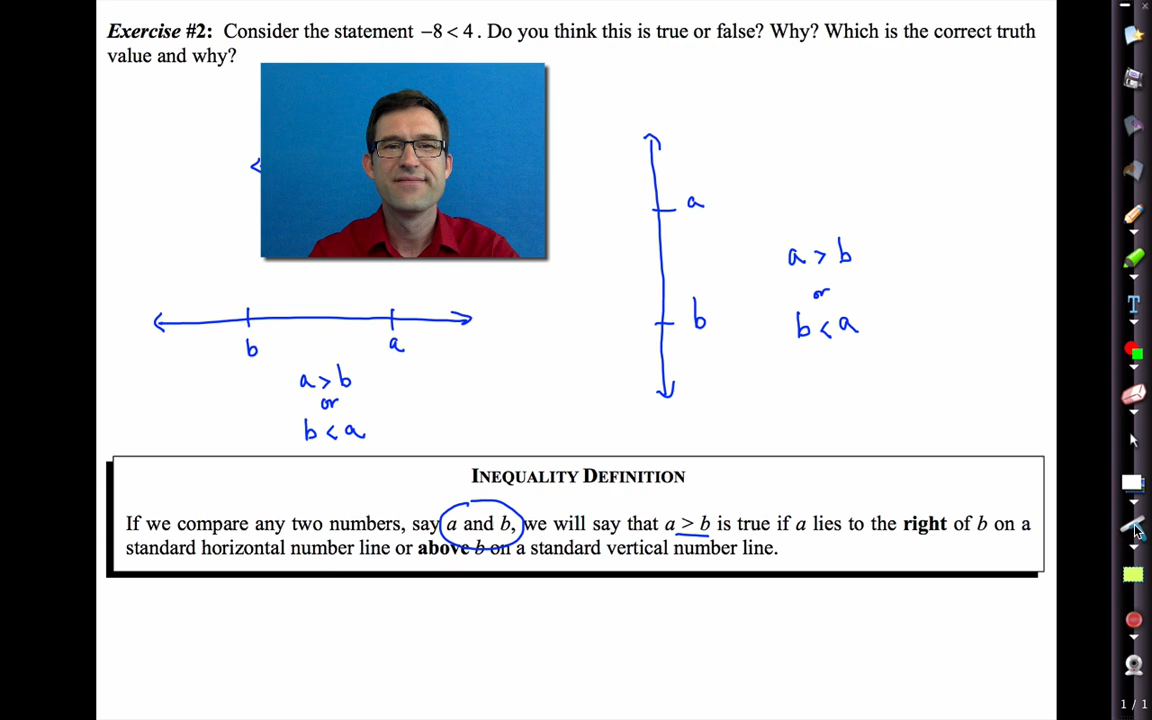 Exercise #2: Consider the statement −8 < 4. Do you think this is true or false? Why? Which is the correct truth
value and why?
a
b
a > b
or
b < a
b a
a > b
or
b < a
INEQUALITY DEFINITION
If we compare any two numbers, say a and b, we will say that a > b is true if a lies to the right of b on a
standard horizontal number line or above b on a standard vertical number line.
T
1 / 1